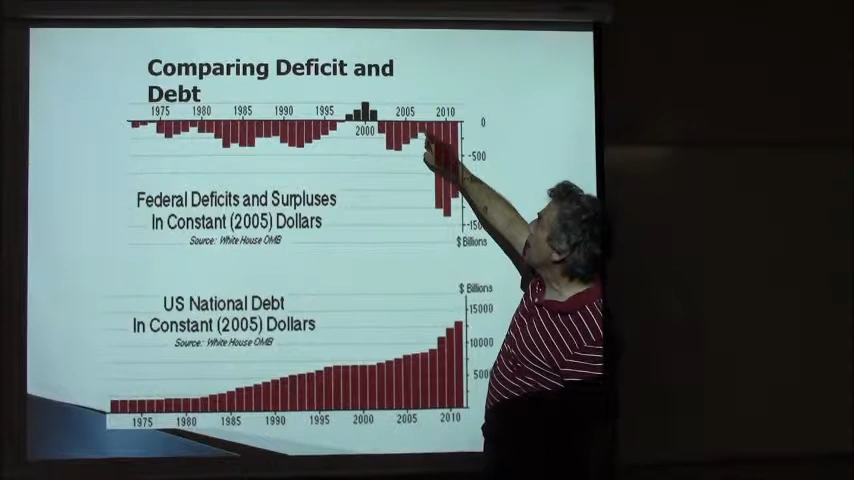 Comparing Deficit and
Debt
1975 1980 1985 1990 1995 2005 2010
2000
0
-500
Federal Deficits and Surpluses
In Constant (2005) Dollars
Source: White House OMB
$ Billions
$ Billions
US National Debt
In Constant (2005) Dollars
Source: White House OMB
15000
10000
1975 1980 1985 1990 1995 2000 2005 2010